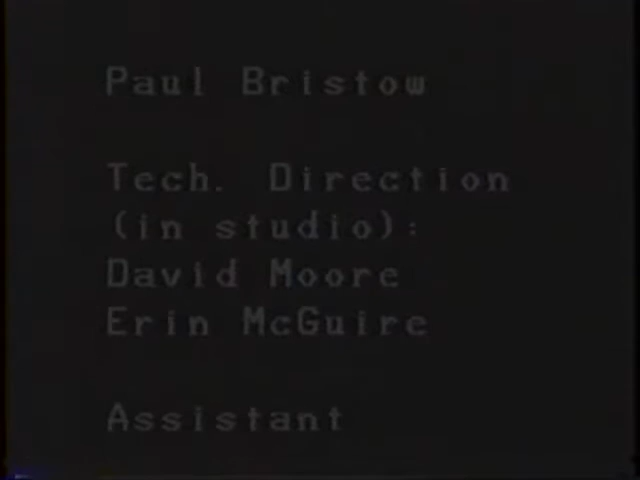 Paul Bristow
Tech. Direction
(in studio):
David Moore
Erin McGuire
Assistant